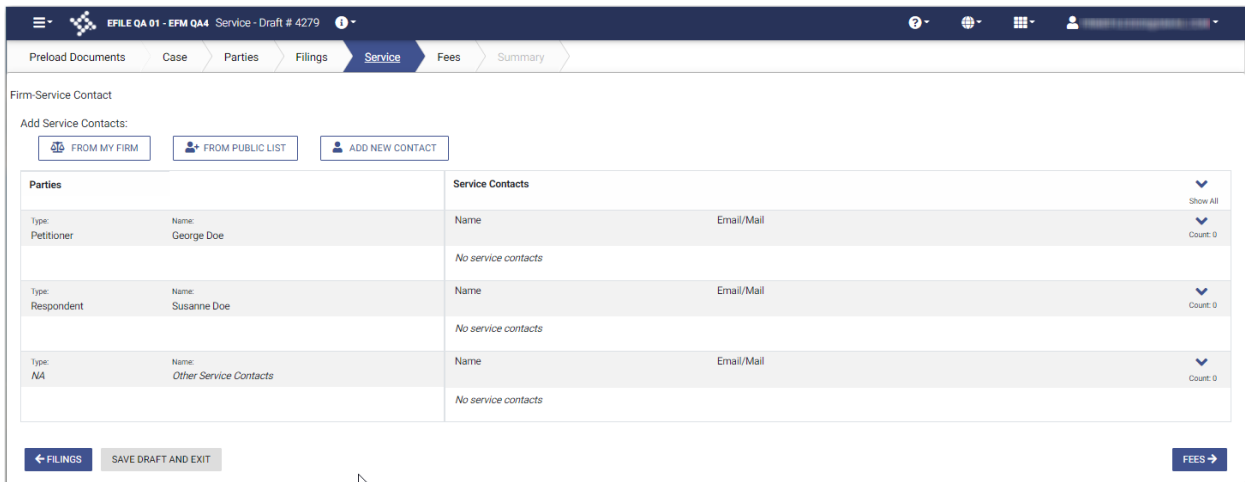 EFILE QA 01 - EFM QA4 Service - Draft # 4279
Preload Documents Case Parties Filings Service Fees Summary
Firm-Service Contact
Add Service Contacts:
FROM MY FIRM FROM PUBLIC LIST ADD NEW CONTACT
Parties Service Contacts
Show All
Type: Name: Name Email/Mail
Petitioner George Doe Count: 0
No service contacts
Type: Name: Name Email/Mail
Respondent Susanne Doe Count: 0
No service contacts
Type: Name: Name Email/Mail
NA Other Service Contacts Count: 0
No service contacts
FILINGS SAVE DRAFT AND EXIT FEES